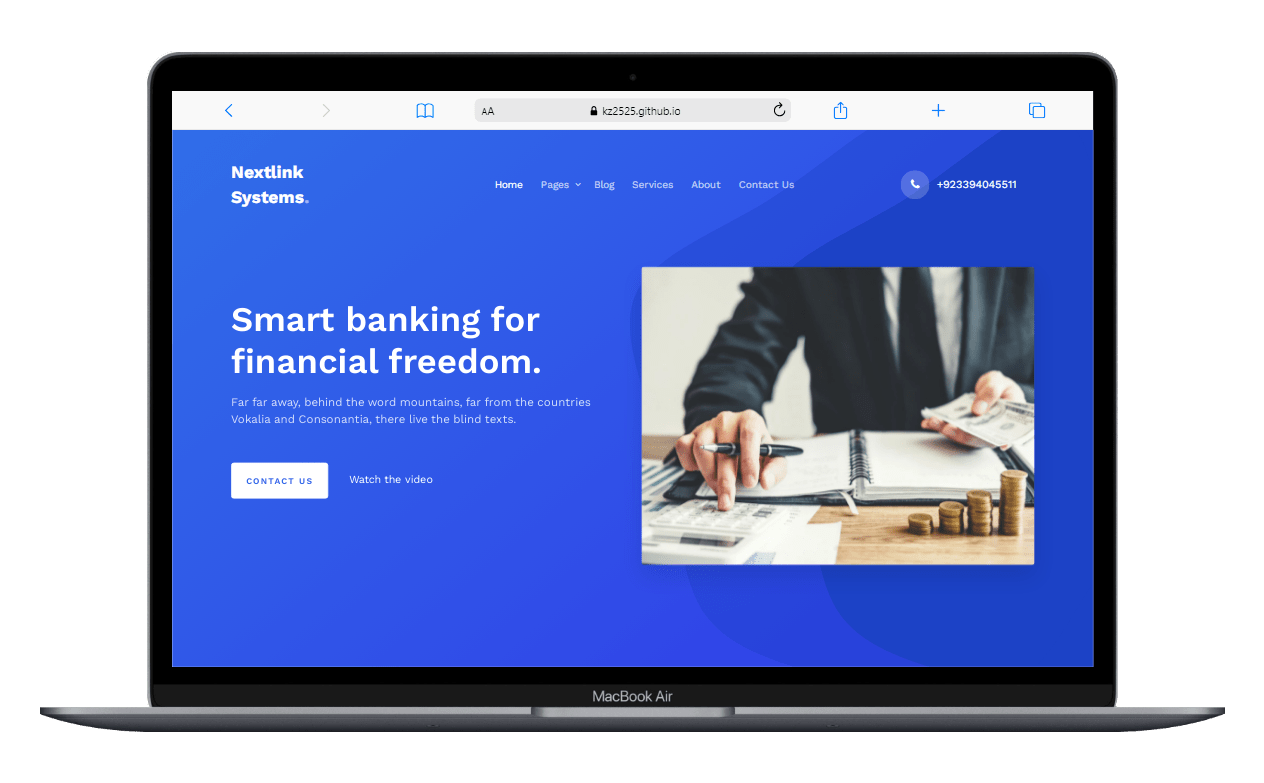 AA
kz2525.github.io
Nextlink
Systems.
Home Pages Blog Services About Contact Us
+923394045511
Smart banking for
financial freedom.
Far far away, behind the word mountains, far from the countries
Vokalia and Consonantia, there live the blind texts.
CONTACT US
Watch the video
MacBook Air